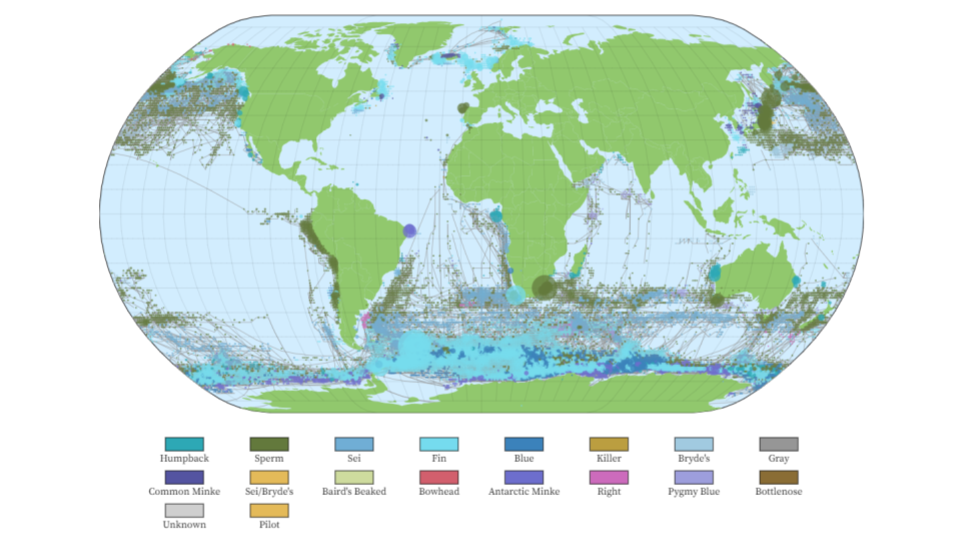 Humpback Sperm Sei Fin Blue Killer Bryde's Gray
Common Minke Sei/Bryde's Baird's Beaked Bowhead Antarctic Minke Right Pygmy Blue Bottlenose
Unknown Pilot